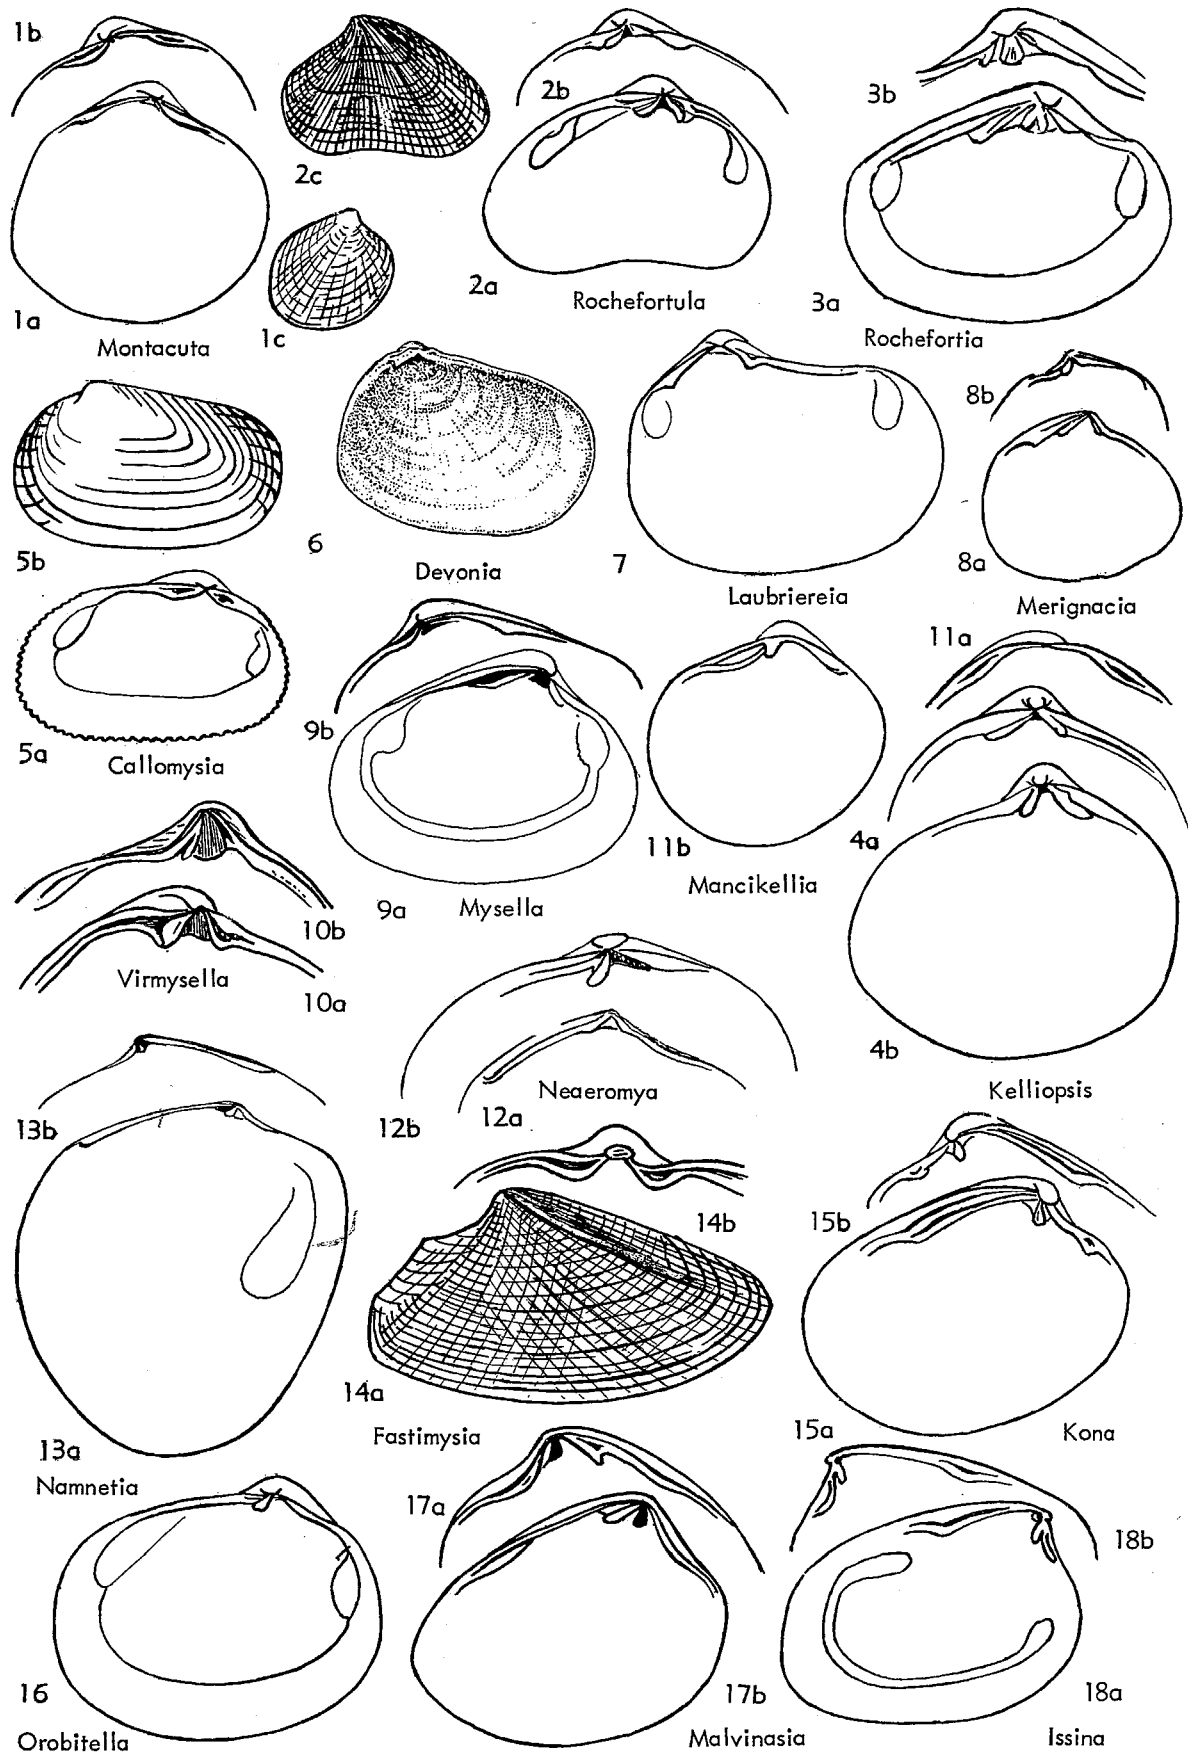 1b
2c
2b
3b
1a
1c
2a
3a
Montacuta
Rochefortula
Rochefortia
5b
6
7
8b
8a
Devonia
Laubriereia
Merignacia
5a
Callomysia
9b
11a
11b
4a
Mancikellia
10b
9a
Mysella
Virmysella
10a
4b
Kelliopsis
13b
12b
12a
Neaeromya
14b
15b
14a
Fastimysia
15a
Kona
13a
Namnetia
17a
18b
16
Orobitella
17b
Malvinasia
18a
Issina